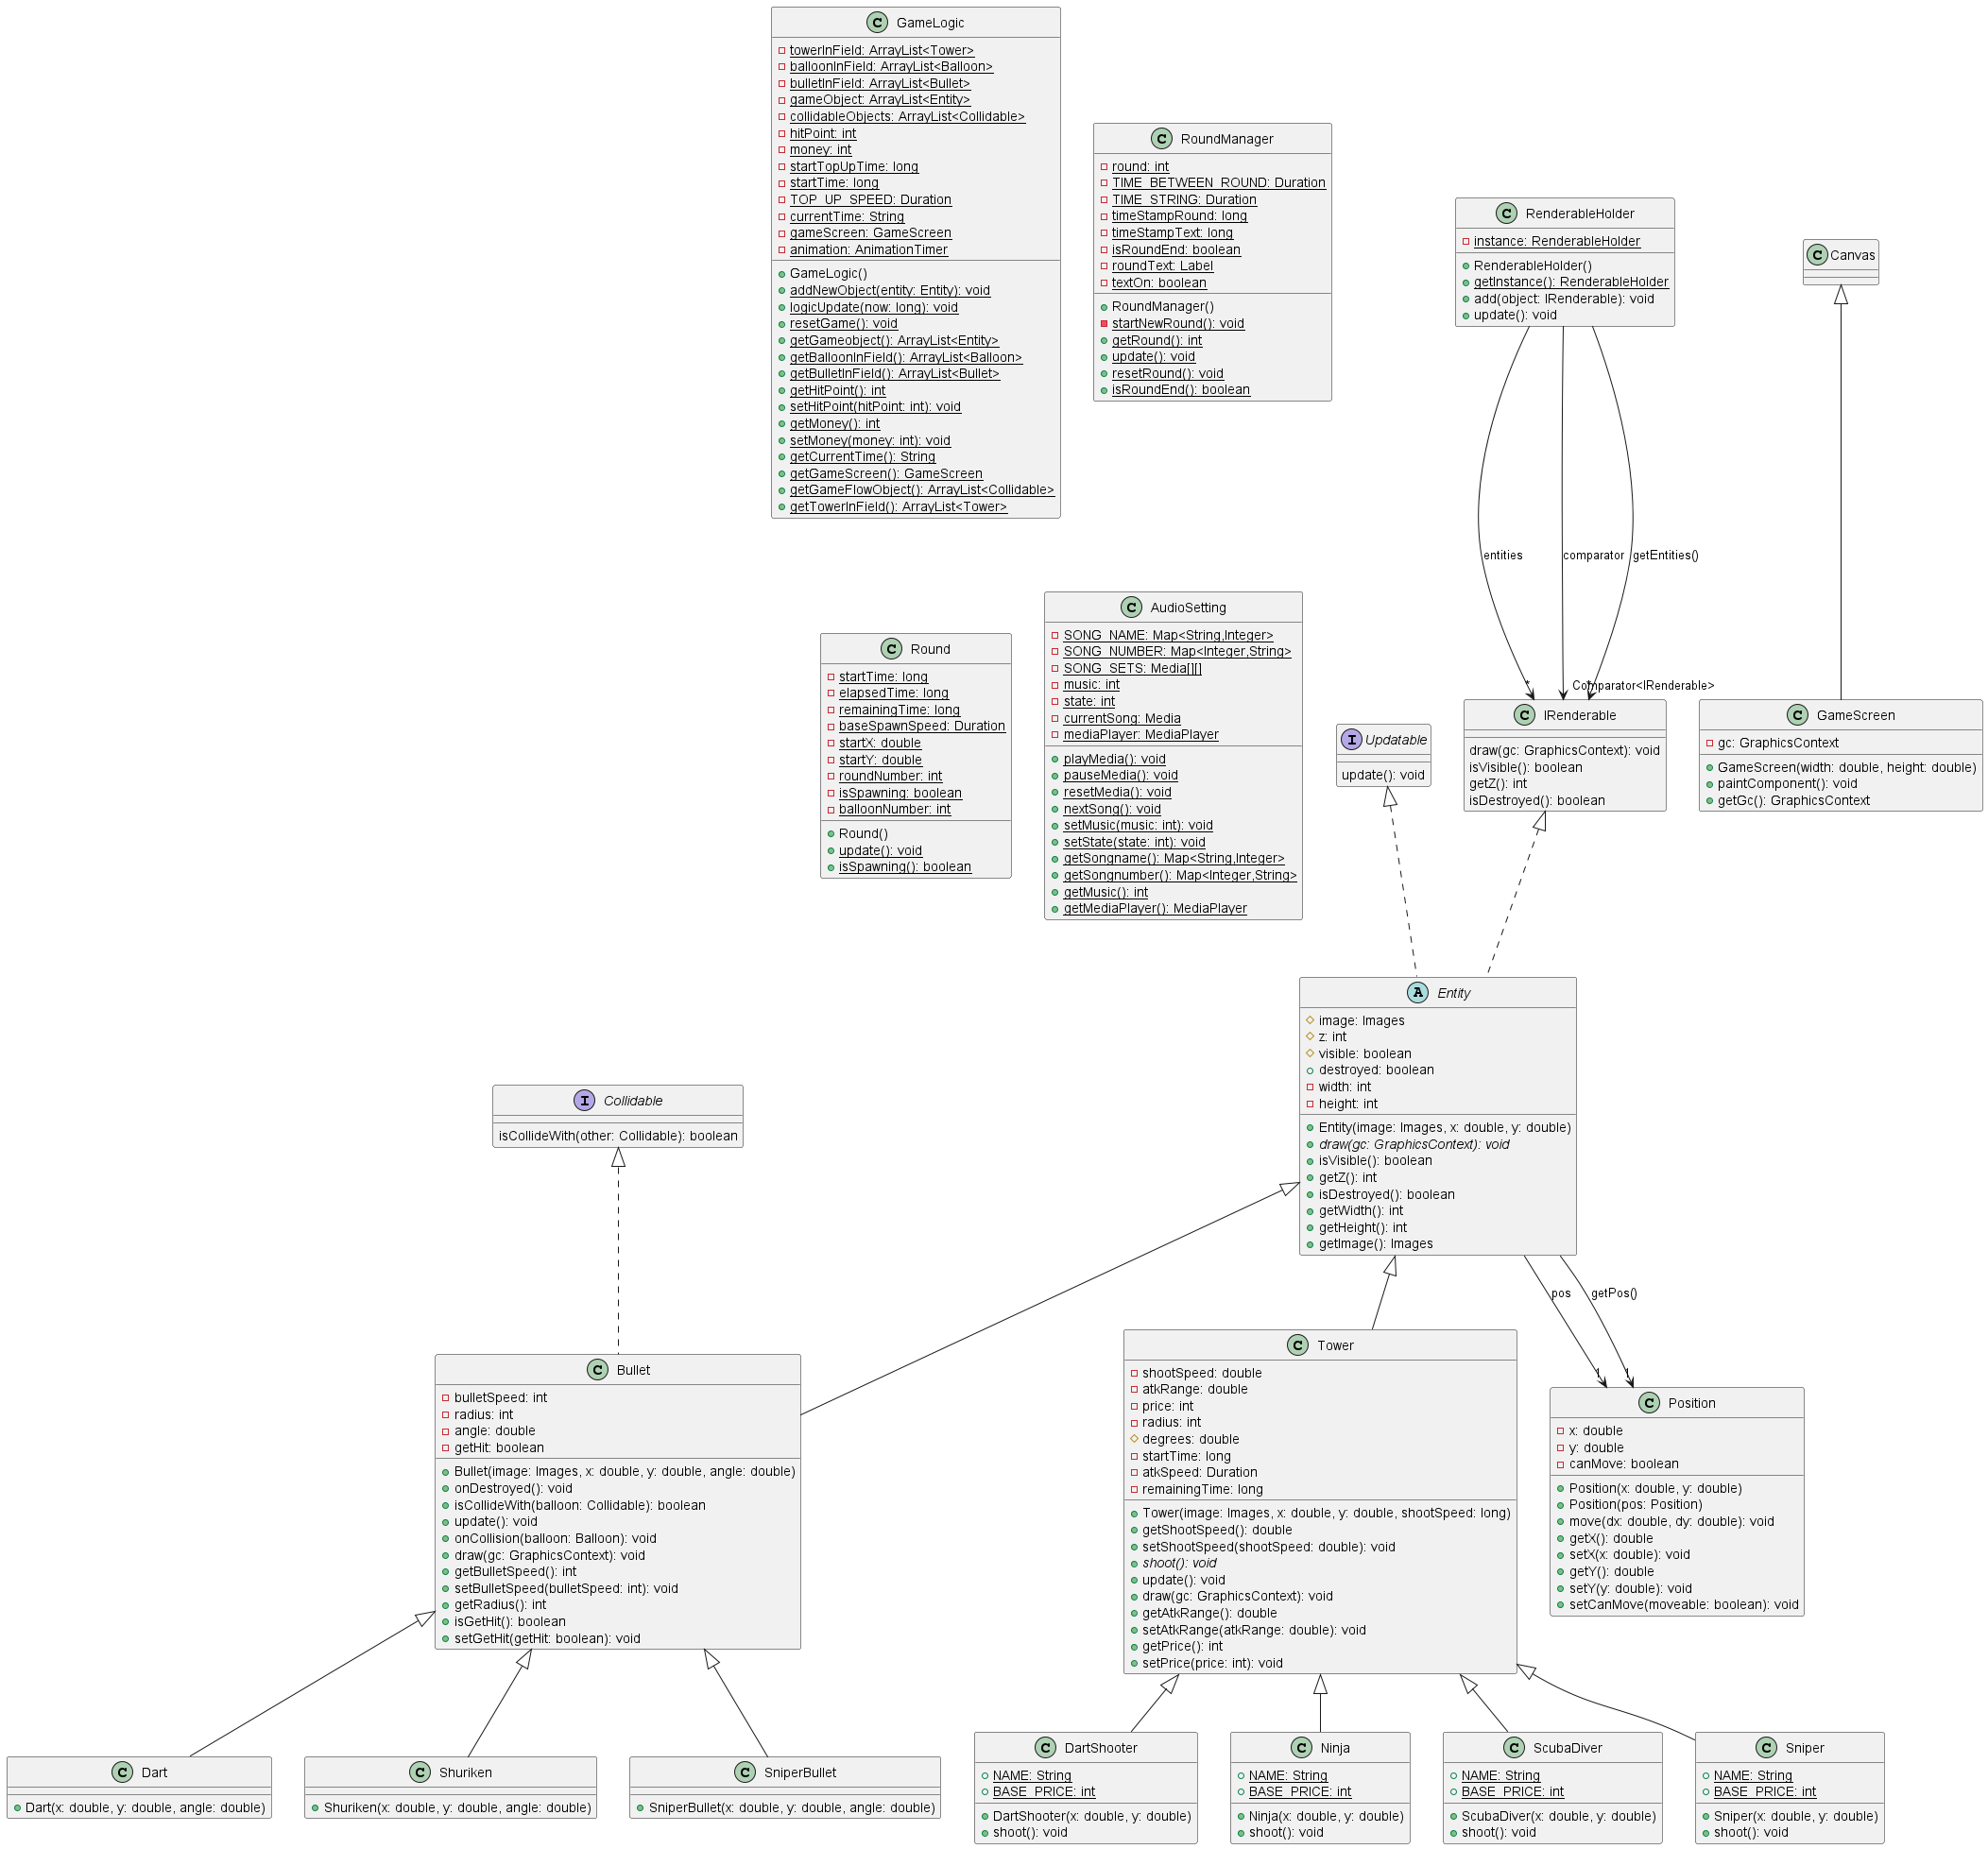 C GameLogic
towerInField: ArrayList<Tower>
balloonInField: ArrayList<Balloon>
bulletInField: ArrayList<Bullet>
gameObject: ArrayList<Entity>
collidableObjects: ArrayList<Collidable>
hitPoint: int
money: int
startTopUpTime: long
startTime: long
TOP_UP_SPEED: Duration
currentTime: String
gameScreen: GameScreen
animation: AnimationTimer
GameLogic()
addNewObject(entity: Entity): void
logicUpdate(now: long): void
resetGame(): void
getGameobject(): ArrayList<Entity>
getBalloonInField(): ArrayList<Balloon>
getBulletInField(): ArrayList<Bullet>
getHitPoint(): int
setHitPoint(hitPoint: int): void
getMoney(): int
setMoney(money: int): void
getCurrentTime(): String
getGameScreen(): GameScreen
getGameFlowObject(): ArrayList<Collidable>
getTowerInField(): ArrayList<Tower>
C RoundManager
round: int
TIME_BETWEEN_ROUND: Duration
TIME_STRING: Duration
timeStampRound: long
timeStampText: long
isRoundEnd: boolean
roundText: Label
textOn: boolean
RoundManager()
startNewRound(): void
getRound(): int
update(): void
resetRound(): void
isRoundEnd(): boolean
C RenderableHolder
instance: RenderableHolder
RenderableHolder()
getInstance(): RenderableHolder
add(object: IRenderable): void
update(): void
C Canvas
entities
comparator
getEntities()
*
Comparator<IRenderable>
*
C Round
startTime: long
elapsedTime: long
remainingTime: long
baseSpawnSpeed: Duration
startX: double
startY: double
roundNumber: int
isSpawning: boolean
balloonNumber: int
Round()
update(): void
isSpawning(): boolean
C AudioSetting
SONG_NAME: Map<String,Integer>
SONG_NUMBER: Map<Integer,String>
SONG_SETS: Media[][]
music: int
state: int
currentSong: Media
mediaPlayer: MediaPlayer
playMedia(): void
pauseMedia(): void
resetMedia(): void
nextSong(): void
setMusic(music: int): void
setState(state: int): void
getSongname(): Map<String,Integer>
getSongnumber(): Map<Integer,String>
getMusic(): int
getMediaPlayer(): MediaPlayer
I Updatable
update(): void
C IRenderable
draw(gc: GraphicsContext): void
isVisible(): boolean
getZ(): int
isDestroyed(): boolean
C GameScreen
gc: GraphicsContext
GameScreen(width: double, height: double)
paintComponent(): void
getGc(): GraphicsContext
A Entity
image: Images
z: int
visible: boolean
destroyed: boolean
width: int
height: int
Entity(image: Images, x: double, y: double)
draw(gc: GraphicsContext): void
isVisible(): boolean
getZ(): int
isDestroyed(): boolean
getWidth(): int
getHeight(): int
getImage(): Images
I Collidable
isCollideWith(other: Collidable): boolean
pos
getPos()
1
1
C Bullet
bulletSpeed: int
radius: int
angle: double
getHit: boolean
Bullet(image: Images, x: double, y: double, angle: double)
onDestroyed(): void
isCollideWith(balloon: Collidable): boolean
update(): void
onCollision(balloon: Balloon): void
draw(gc: GraphicsContext): void
getBulletSpeed(): int
setBulletSpeed(bulletSpeed: int): void
getRadius(): int
isGetHit(): boolean
setGetHit(getHit: boolean): void
C Tower
shootSpeed: double
atkRange: double
price: int
radius: int
degrees: double
startTime: long
atkSpeed: Duration
remainingTime: long
Tower(image: Images, x: double, y: double, shootSpeed: long)
getShootSpeed(): double
setShootSpeed(shootSpeed: double): void
shoot(): void
update(): void
draw(gc: GraphicsContext): void
getAtkRange(): double
setAtkRange(atkRange: double): void
getPrice(): int
setPrice(price: int): void
C Position
x: double
y: double
canMove: boolean
Position(x: double, y: double)
Position(pos: Position)
move(dx: double, dy: double): void
getX(): double
setX(x: double): void
getY(): double
setY(y: double): void
setCanMove(moveable: boolean): void
C Dart
Dart(x: double, y: double, angle: double)
C Shuriken
Shuriken(x: double, y: double, angle: double)
C SniperBullet
SniperBullet(x: double, y: double, angle: double)
C DartShooter
NAME: String
BASE_PRICE: int
DartShooter(x: double, y: double)
shoot(): void
C Ninja
NAME: String
BASE_PRICE: int
Ninja(x: double, y: double)
shoot(): void
C ScubaDiver
NAME: String
BASE_PRICE: int
ScubaDiver(x: double, y: double)
shoot(): void
C Sniper
NAME: String
BASE_PRICE: int
Sniper(x: double, y: double)
shoot(): void